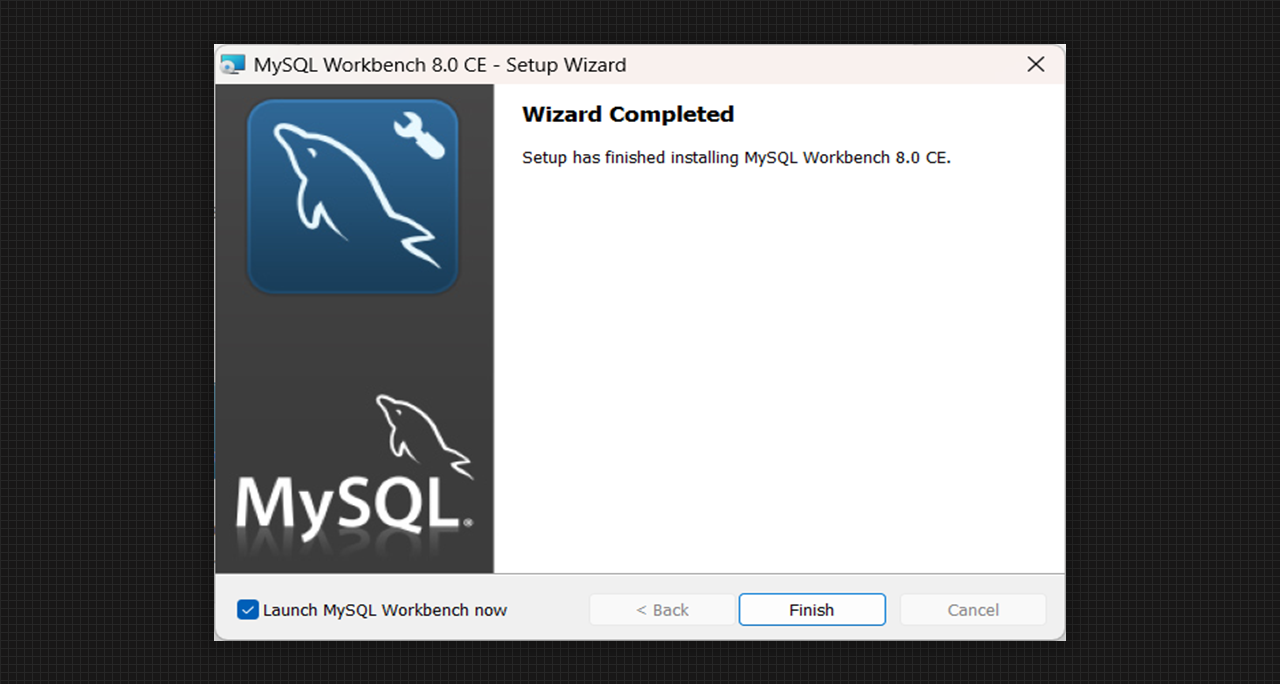 MySQL Workbench 8.0 CE - Setup Wizard
Wizard Completed
Setup has finished installing MySQL Workbench 8.0 CE.
MySQL®
Launch MySQL Workbench now
< Back
Finish
Cancel